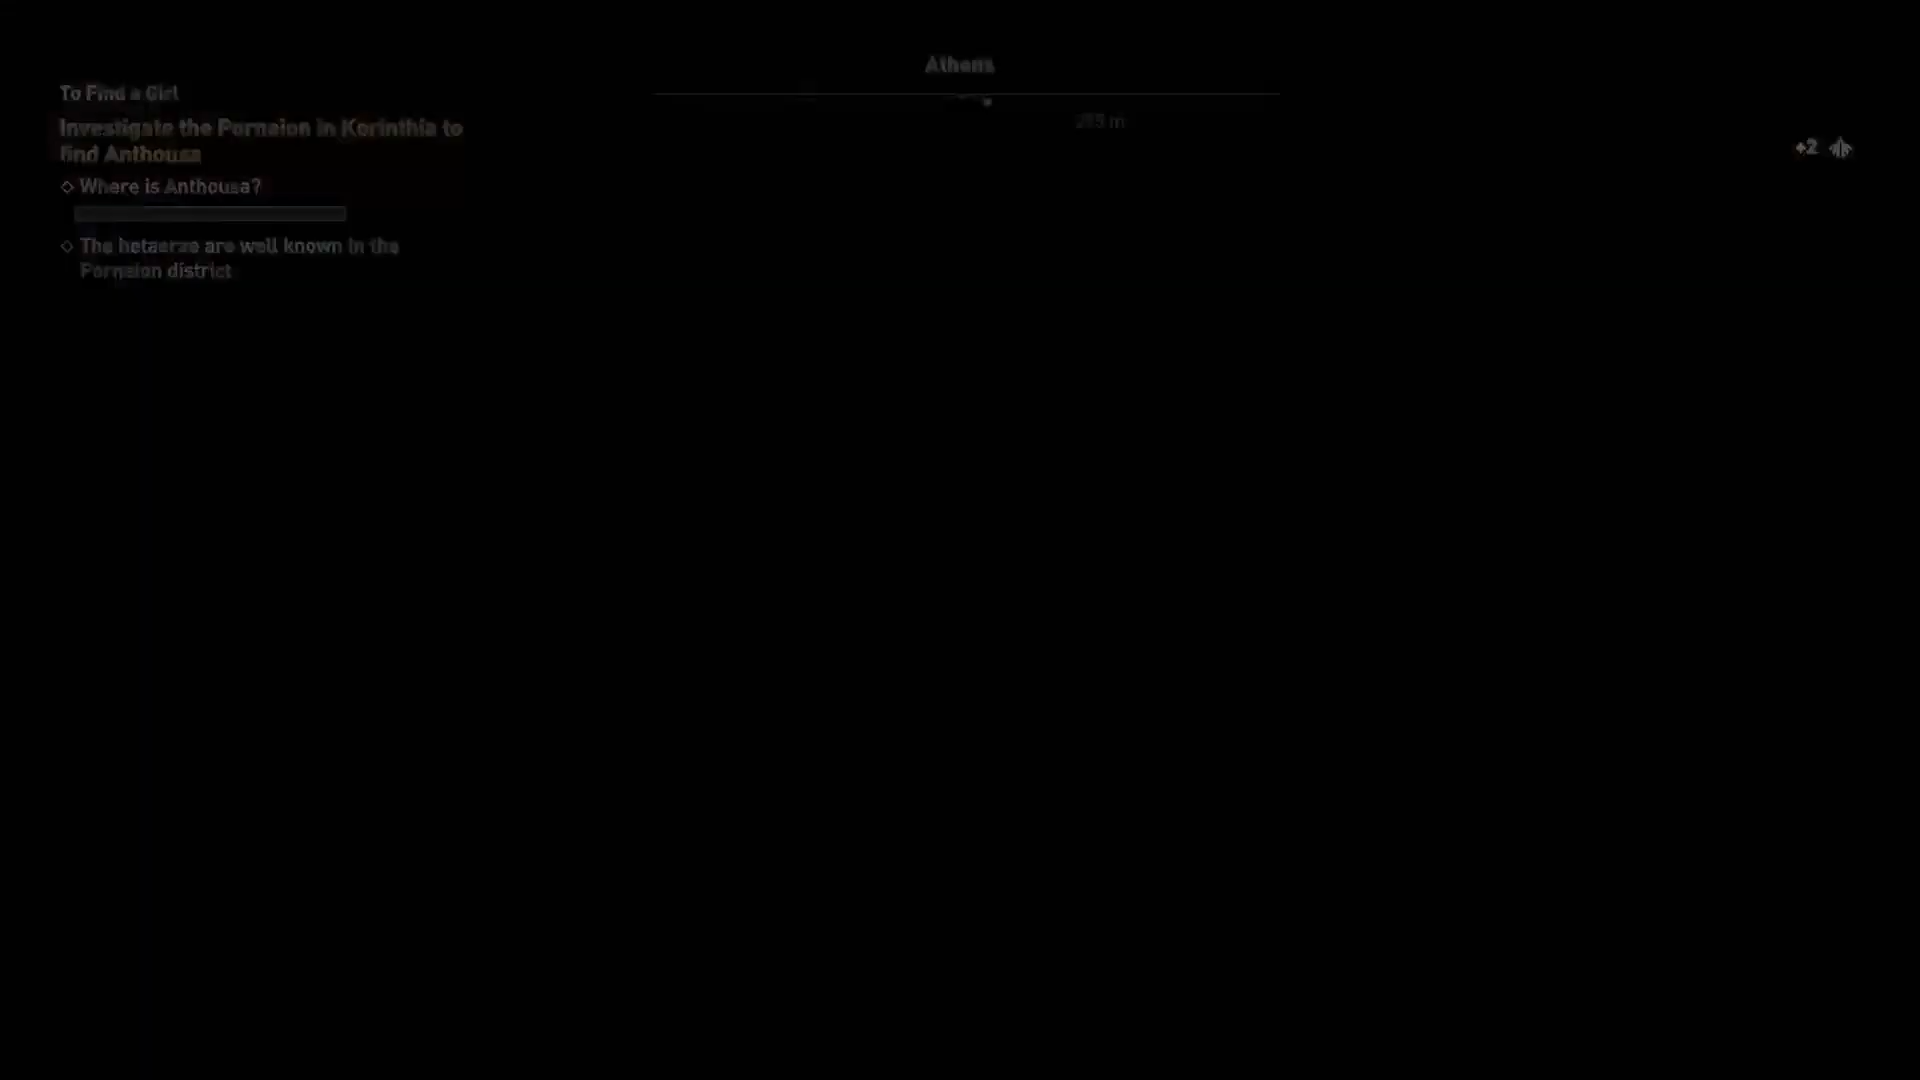 Athens
To Find a Girl
Investigate the Pornaion in Korinthia to
find Anthousa
◇ Where is Anthousa?
◇ The hetaerae are well known in the
Pornaion district
+2